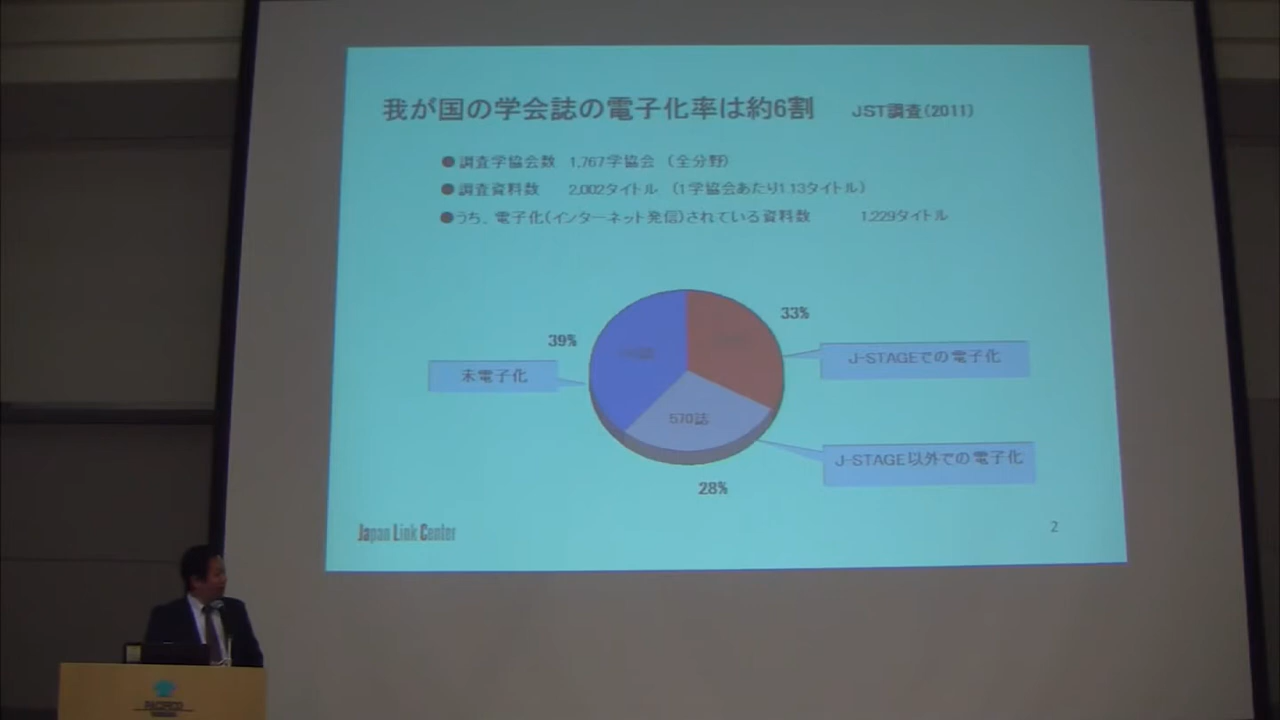 我が国の学会誌の電子化率は約6割 JST調査(2011)
●調査学協会数 1,767学協会 (全分野)
●調査資料数 2,002タイトル (1学協会あたり1.13タイトル)
●うち、電子化(インターネット発信)されている資料数 1,229タイトル
33%
39%
J-STAGEでの電子化
未電子化
570誌
J-STAGE以外での電子化
28%
Japan Link Center
2
PACIFICO